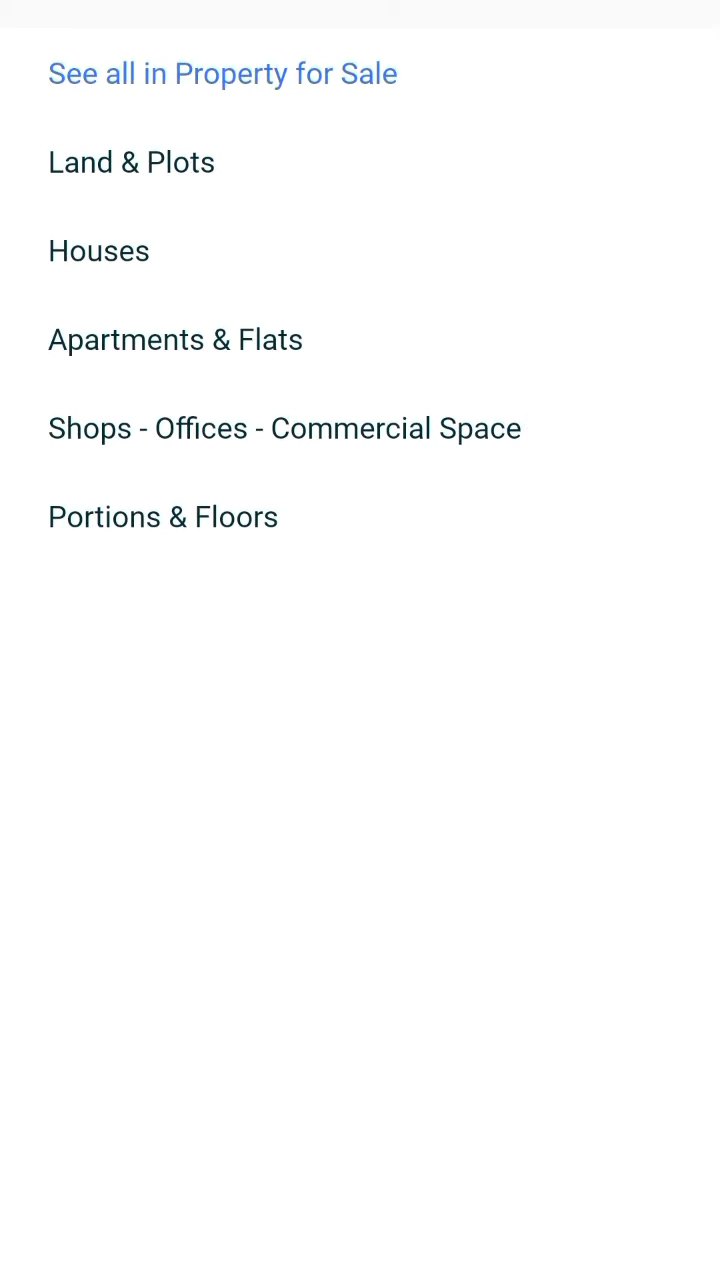 See all in Property for Sale
Land & Plots
Houses
Apartments & Flats
Shops - Offices - Commercial Space
Portions & Floors